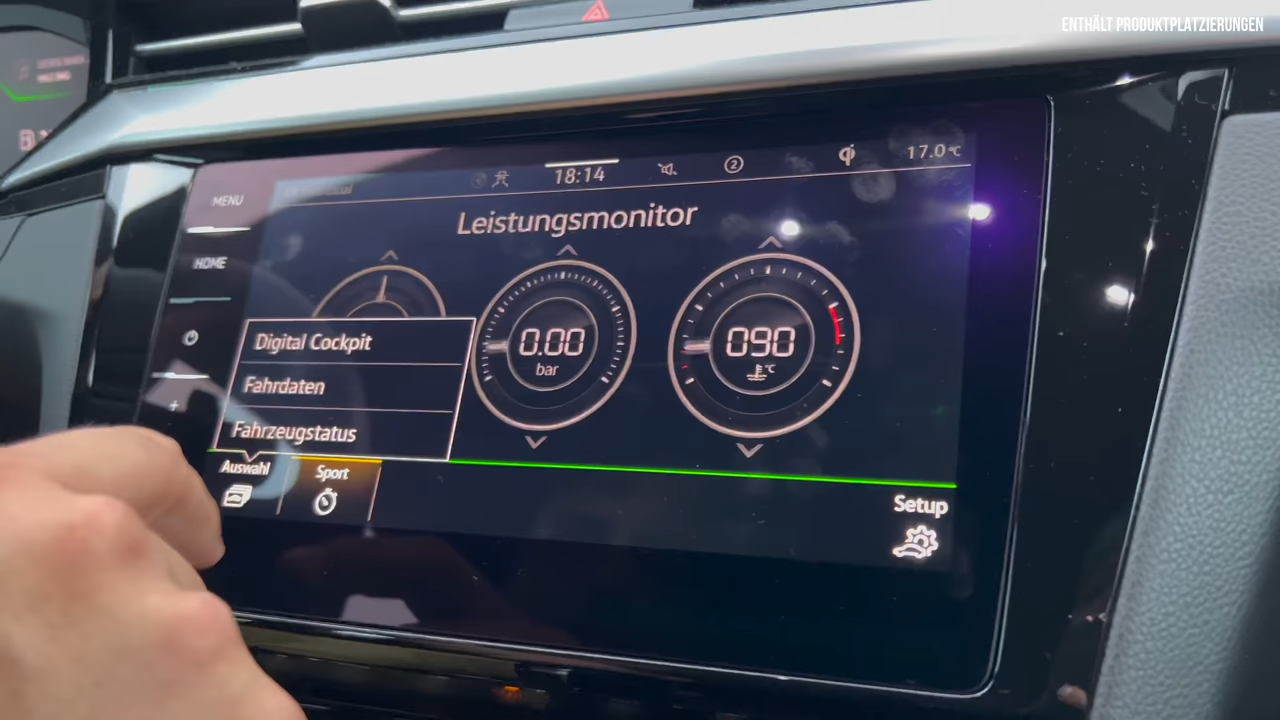 ENTHÄLT PRODUKTPLATZIERUNGEN
MENU
18:14
2
17.0°C
Leistungsmonitor
HOME
Digital Cockpit
Fahrdaten
Fahrzeugstatus
0.00
bar
090
°C
+
Auswahl
Sport
Setup